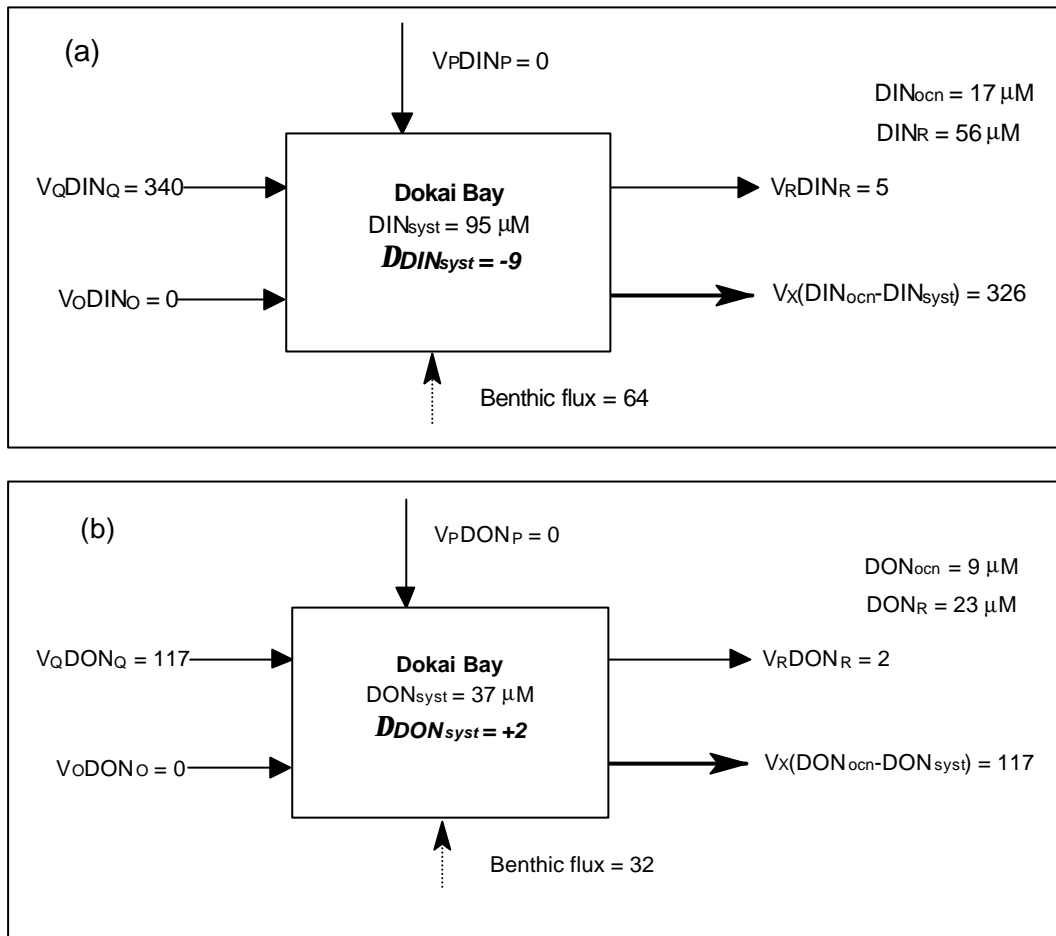 (a)
VPDINP = 0
DINocn = 17 µM
DINR = 56 µM
VQDINQ = 340
Dokai Bay
DINsyst = 95 µM
DDINsyst = -9
VRDINR = 5
VODINO = 0
VX(DINocn-DINsyst) = 326
Benthic flux = 64
(b)
VPDONP = 0
DONocn = 9 µM
DONR = 23 µM
VQDONQ = 117
Dokai Bay
DONsyst = 37 µM
DDONsyst = +2
VRDONR = 2
VODONO = 0
VX(DONocn-DONsyst) = 117
Benthic flux = 32